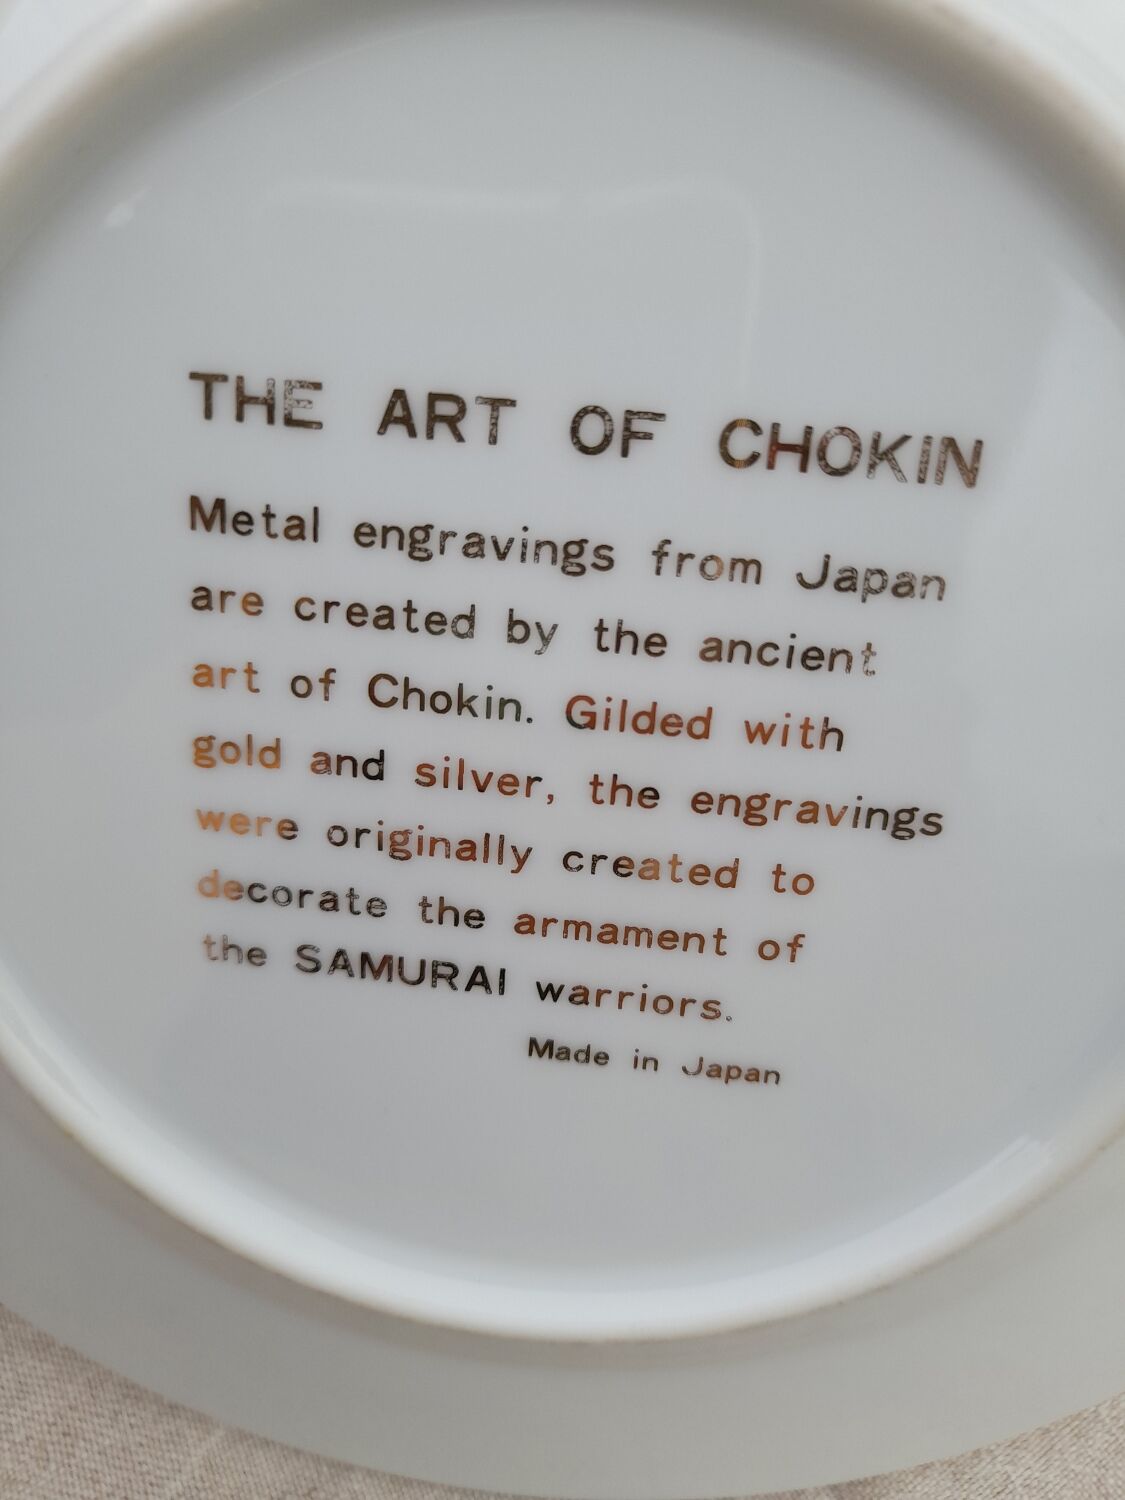 THE ART OF CHOKIN
Metal engravings from Japan
are created by the ancient
art of Chokin. Gilded with
gold and silver, the engravings
were originally created to
decorate the armament of
the SAMURAI warriors.
Made in Japan